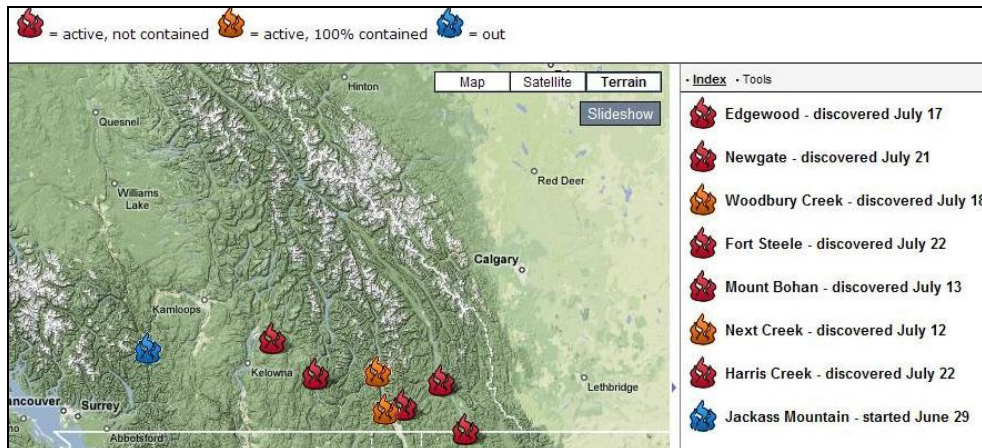 = active, not contained = active, 100% contained = out
Map Satellite Terrain
Slideshow
Hinton
Quesnel
Williams
Lake
Red Deer
Calgary
Kamloops
Kelowna
Lethbridge
ancouver
Surrey
Abbotsford
· Index · Tools
Edgewood - discovered July 17
Newgate - discovered July 21
Woodbury Creek - discovered July 18
Fort Steele - discovered July 22
Mount Bohan - discovered July 13
Next Creek - discovered July 12
Harris Creek - discovered July 22
Jackass Mountain - started June 29